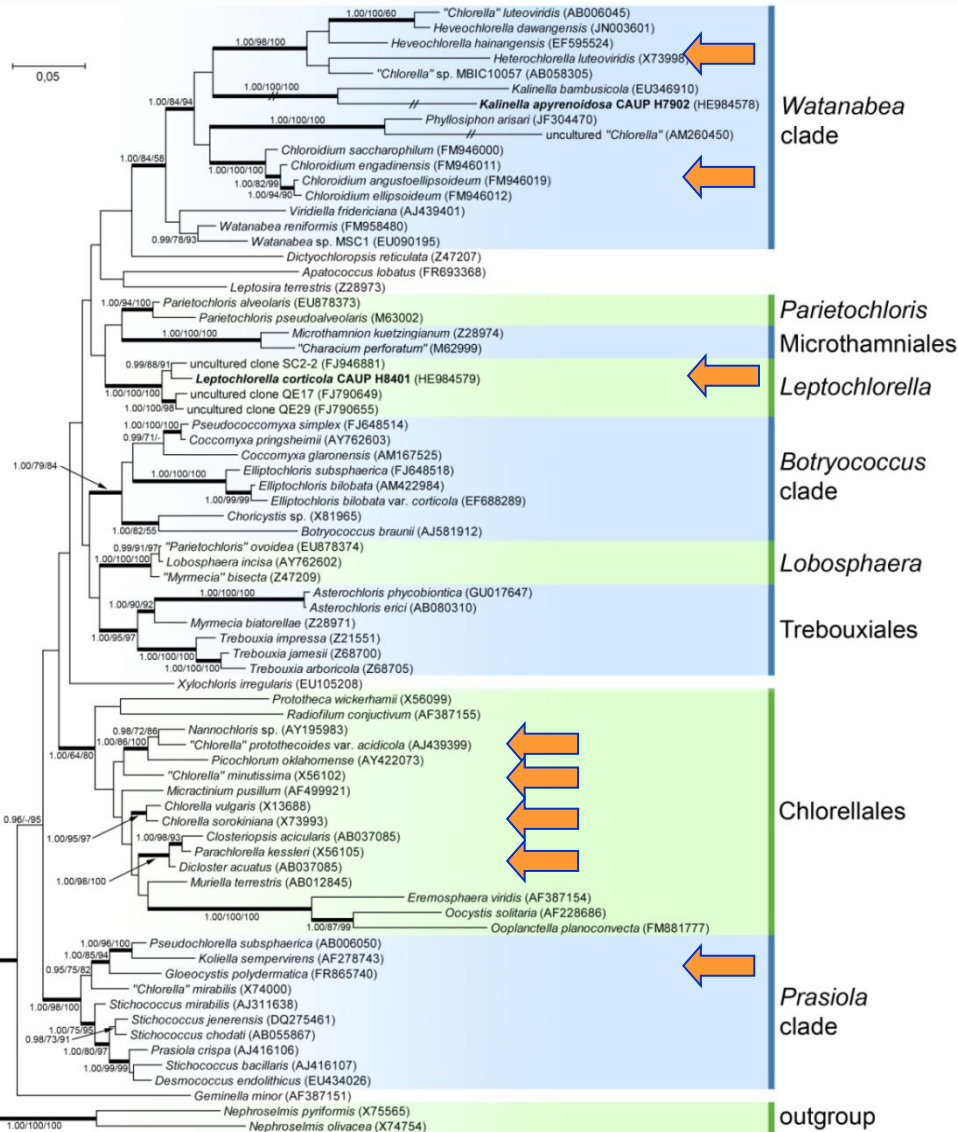 1.00/100/60
"Chlorella" luteoviridis (AB006045)
Heveochlorella dawangensis (JN003601)
1.00/98/100
Heveochlorella hainangensis (EF595524)
Heterochlorella luteoviridis (X73998)
"Chlorella" sp. MBIC10057 (AB058305)
0,05
1.00/84/94
1.00/100/100
Kalinella bambusicola (EU346910)
Kalinella apyrenoidosa CAUP H7902 (HE984578)
Watanabea
clade
1.00/100/100
Phyllosiphon arisari (JF304470)
uncultured "Chlorella" (AM260450)
Chloroidium saccharophilum (FM946000)
1.00/84/58
Chloroidium engadinensis (FM946011)
1.00/100/100
1.00/82/99
Chloroidium angustoellipsoideum (FM946019)
1.00/94/90
Chloroidium ellipsoideum (FM946012)
Viridiella fridericiana (AJ439401)
Watanabea reniformis (FM958480)
0.99/78/93
Watanabea sp. MSC1 (EU090195)
Dictyochloropsis reticulata (Z47207)
Apatococcus lobatus (FR693368)
Leptosira terrestris (Z28973)
1.00/94/100
Parietochloris alveolaris (EU878373)
Parietochloris pseudoalveolaris (M63002)
Parietochloris
1.00/100/100
Microthamnion kuetzingianum (Z28974)
"Characium perforatum" (M62999)
Microthamniales
0.99/88/91
uncultured clone SC2-2 (FJ946881)
Leptochlorella corticola CAUP H8401 (HE984579)
Leptochlorella
1.00/100/100
uncultured clone QE17 (FJ790649)
1.00/100/98
uncultured clone QE29 (FJ790655)
1.00/100/100
Pseudococcomyxa simplex (FJ648514)
0.99/71/-
Coccomyxa pringsheimii (AY762603)
Coccomyxa glaronensis (AM167525)
1.00/79/84
1.00/100/100
Elliptochloris subsphaerica (FJ648518)
Elliptochloris bilobata (AM422984)
1.00/99/99
Elliptochloris bilobata var. corticola (EF688289)
Botryococcus
clade
Choricystis sp. (X81965)
1.00/82/55
Botryococcus braunii (AJ581912)
0.99/91/97
"Parietochloris" ovoidea (EU878374)
1.00/100/100
Lobosphaera incisa (AY762602)
"Myrmecia" bisecta (Z47209)
Lobosphaera
1.00/100/100
Asterochloris phycobiontica (GU017647)
1.00/90/92
Asterochloris erici (AB080310)
Myrmecia biatorellae (Z28971)
1.00/95/97
Trebouxia impressa (Z21551)
1.00/100/100
Trebouxia jamesii (Z68700)
1.00/100/100
Trebouxia arboricola (Z68705)
Trebouxiales
Xylochloris irregularis (EU105208)
Prototheca wickerhamii (X56099)
Radiofilum conjuctivum (AF387155)
0.98/72/86
Nannochloris sp. (AY195983)
1.00/86/100
"Chlorella" protothecoides var. acidicola (AJ439399)
1.00/64/80
Picochlorum oklahomense (AY422073)
"Chlorella" minutissima (X56102)
Micractinium pusillum (AF499921)
Chlorella vulgaris (X13688)
0.96/-/95
Chlorella sorokiniana (X73993)
Chlorellales
1.00/95/97
1.00/98/93
Closteriopsis acicularis (AB037085)
Parachlorella kessleri (X56105)
Dicloster acuatus (AB037085)
1.00/98/100
Muriella terrestris (AB012845)
Eremosphaera viridis (AF387154)
1.00/100/100
Oocystis solitaria (AF228686)
1.00/87/99
Ooplanctella planoconvecta (FM881777)
1.00/96/100
Pseudochlorella subsphaerica (AB006050)
1.00/85/94
Koliella sempervirens (AF278743)
0.95/75/82
Gloeocystis polydermatica (FR865740)
"Chlorella" mirabilis (X74000)
1.00/98/100
Stichococcus mirabilis (AJ311638)
Prasiola
clade
1.00/75/95
Stichococcus jenerensis (DQ275461)
0.98/73/91
Stichococcus chodati (AB055867)
1.00/80/97
Prasiola crispa (AJ416106)
1.00/99/99
Stichococcus bacillaris (AJ416107)
Desmococcus endolithicus (EU434026)
Geminella minor (AF387151)
Nephroselmis pyriformis (X75565)
1.00/100/100
Nephroselmis olivacea (X74754)
outgroup